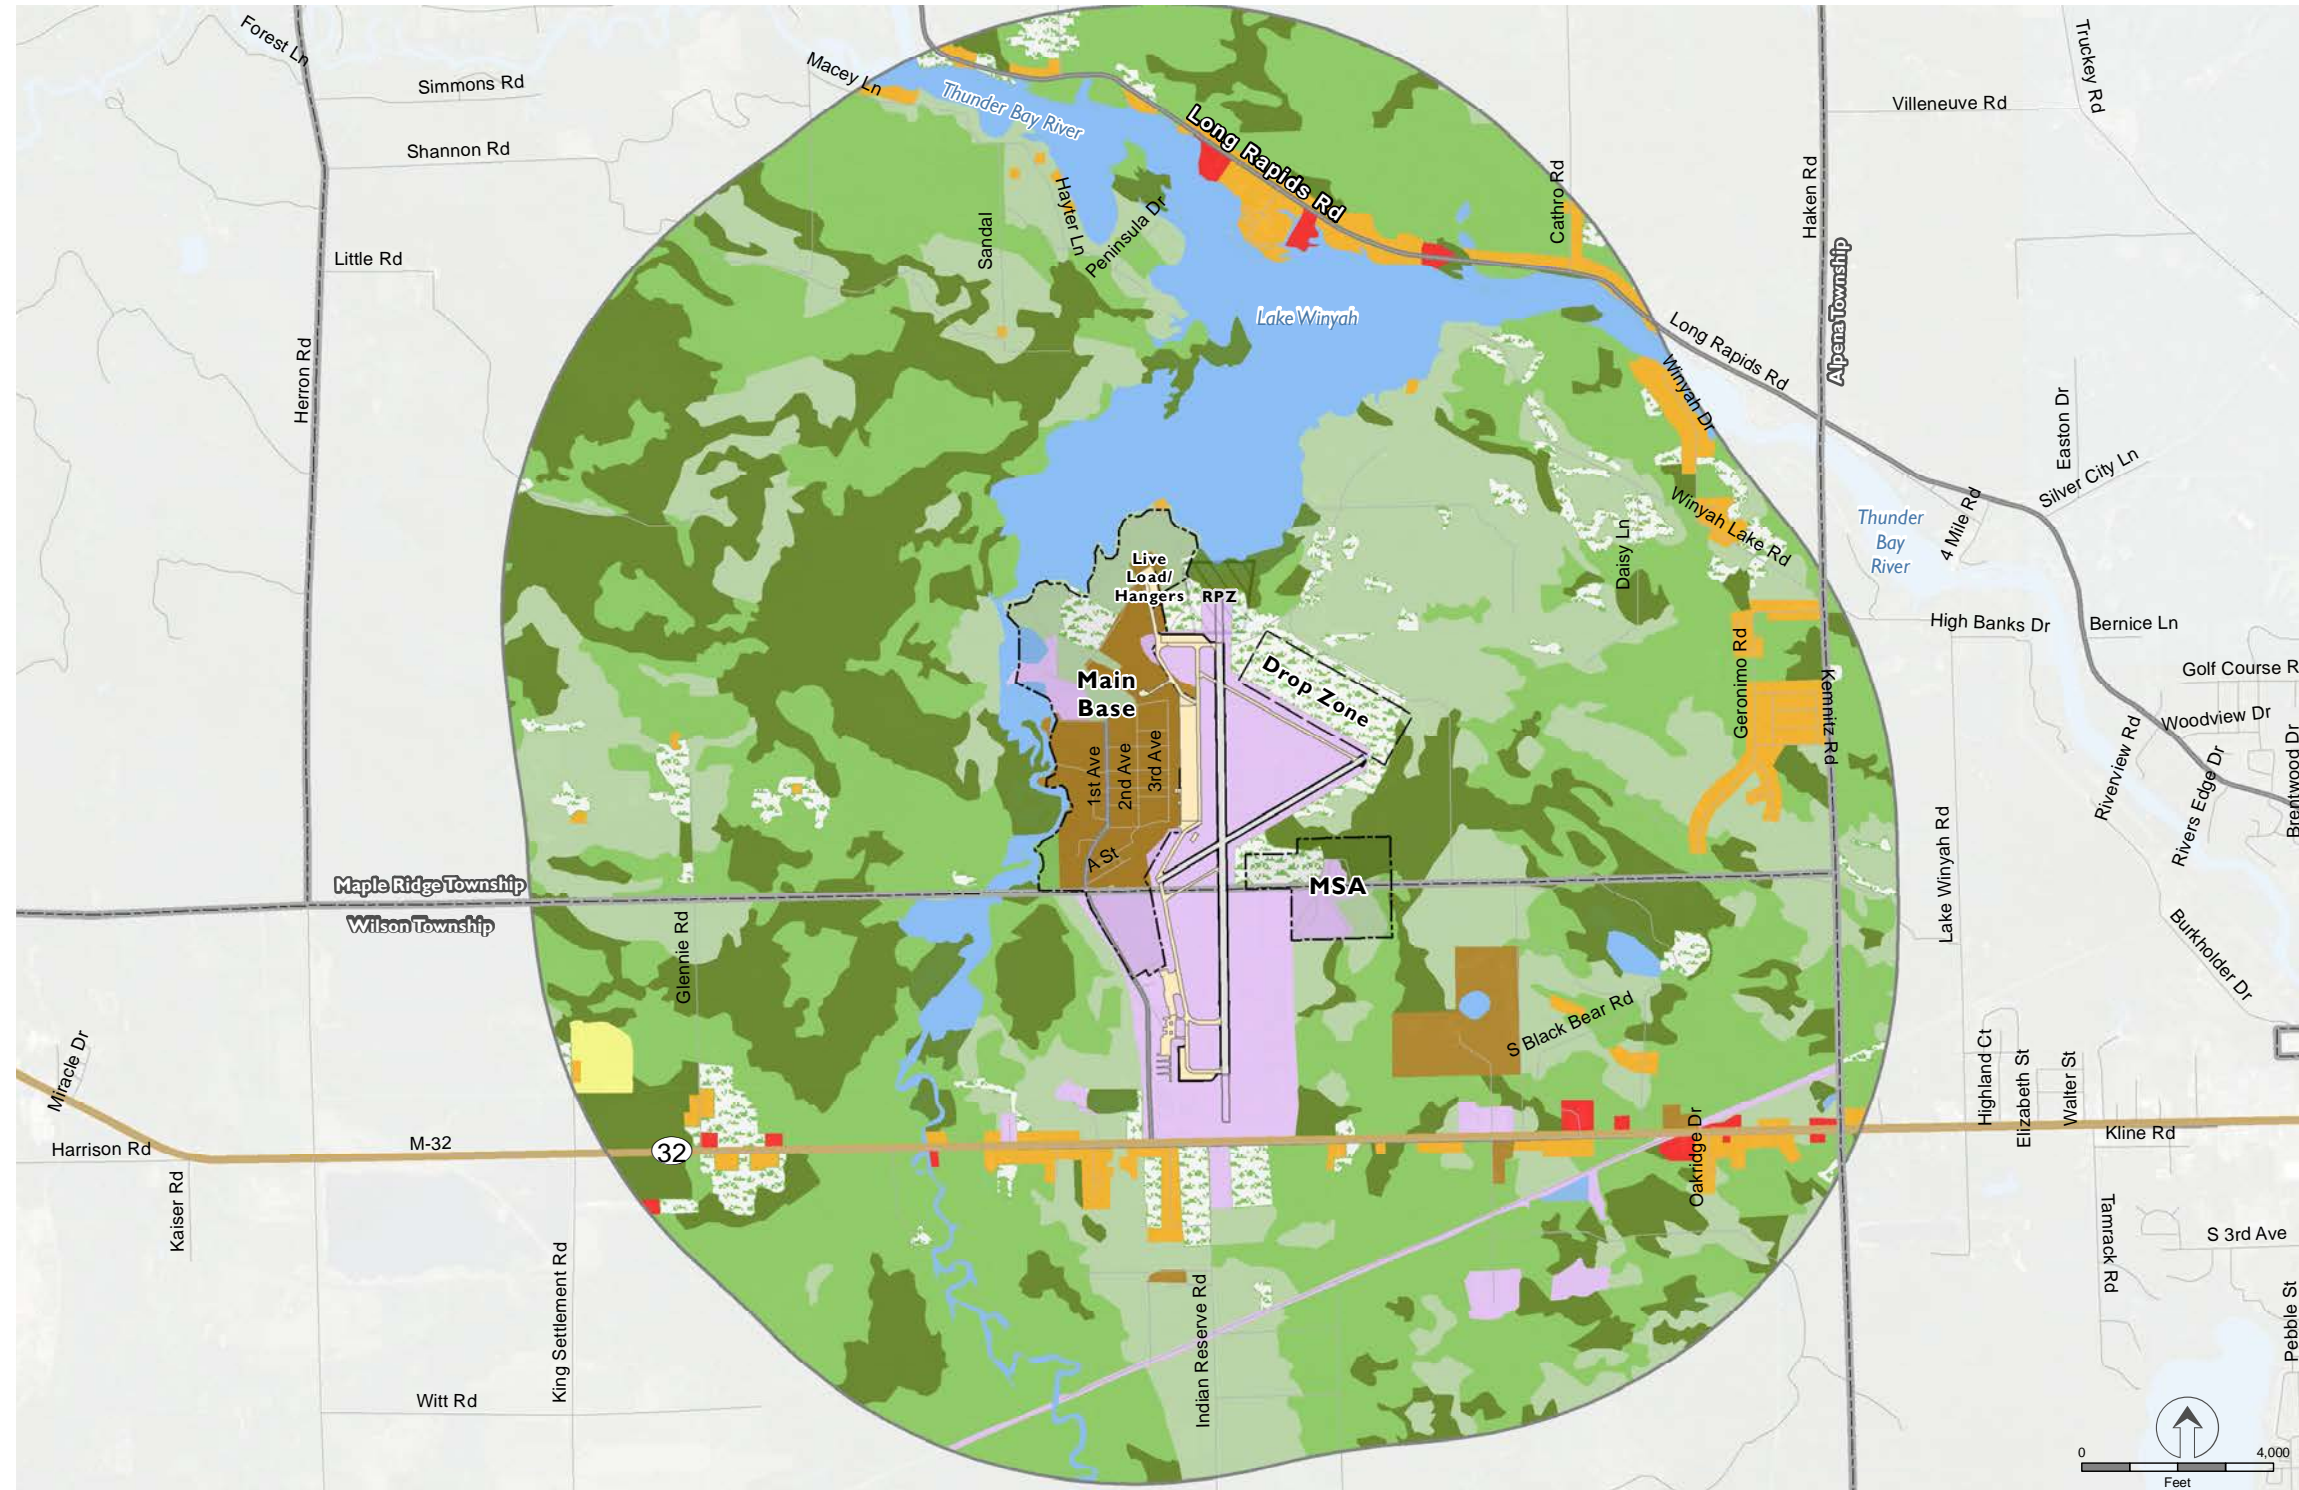 Forest Ln
Simmons Rd
Macey Ln
Thunder Bay River
Truckey Rd
Villeneuve Rd
Shannon Rd
Long Rapids Rd
Cathro Rd
Haken Rd
Hayter Ln
Peninsula Dr
Sandal
Little Rd
Alpena Township
Lake Winyah
Herron Rd
Long Rapids Rd
Winyah Dr
Easton Dr
Silver City Ln
4 Mile Rd
Thunder
Bay
River
Winyah Lake Rd
Daisy Ln
Live
Load/
Hangers
RPZ
High Banks Dr
Bernice Ln
Golf Course R
Geronimo Rd
Kemnitz Rd
Drop Zone
Main
Base
Woodview Dr
Riverview Rd
Rivers Edge Dr
Brentwood Dr
1st Ave
2nd Ave
3rd Ave
A St
Lake Winyah Rd
MSA
Maple Ridge Township
Wilson Township
Glennie Rd
Burkholder Dr
S Black Bear Rd
Miracle Dr
Highland Ct
Elizabeth St
Walter St
Harrison Rd
M-32
32
Kline Rd
Oakridge Dr
Kaiser Rd
Tamrack Rd
S 3rd Ave
King Settlement Rd
Indian Reserve Rd
Pebble St
Witt Rd
0
4,000
Feet